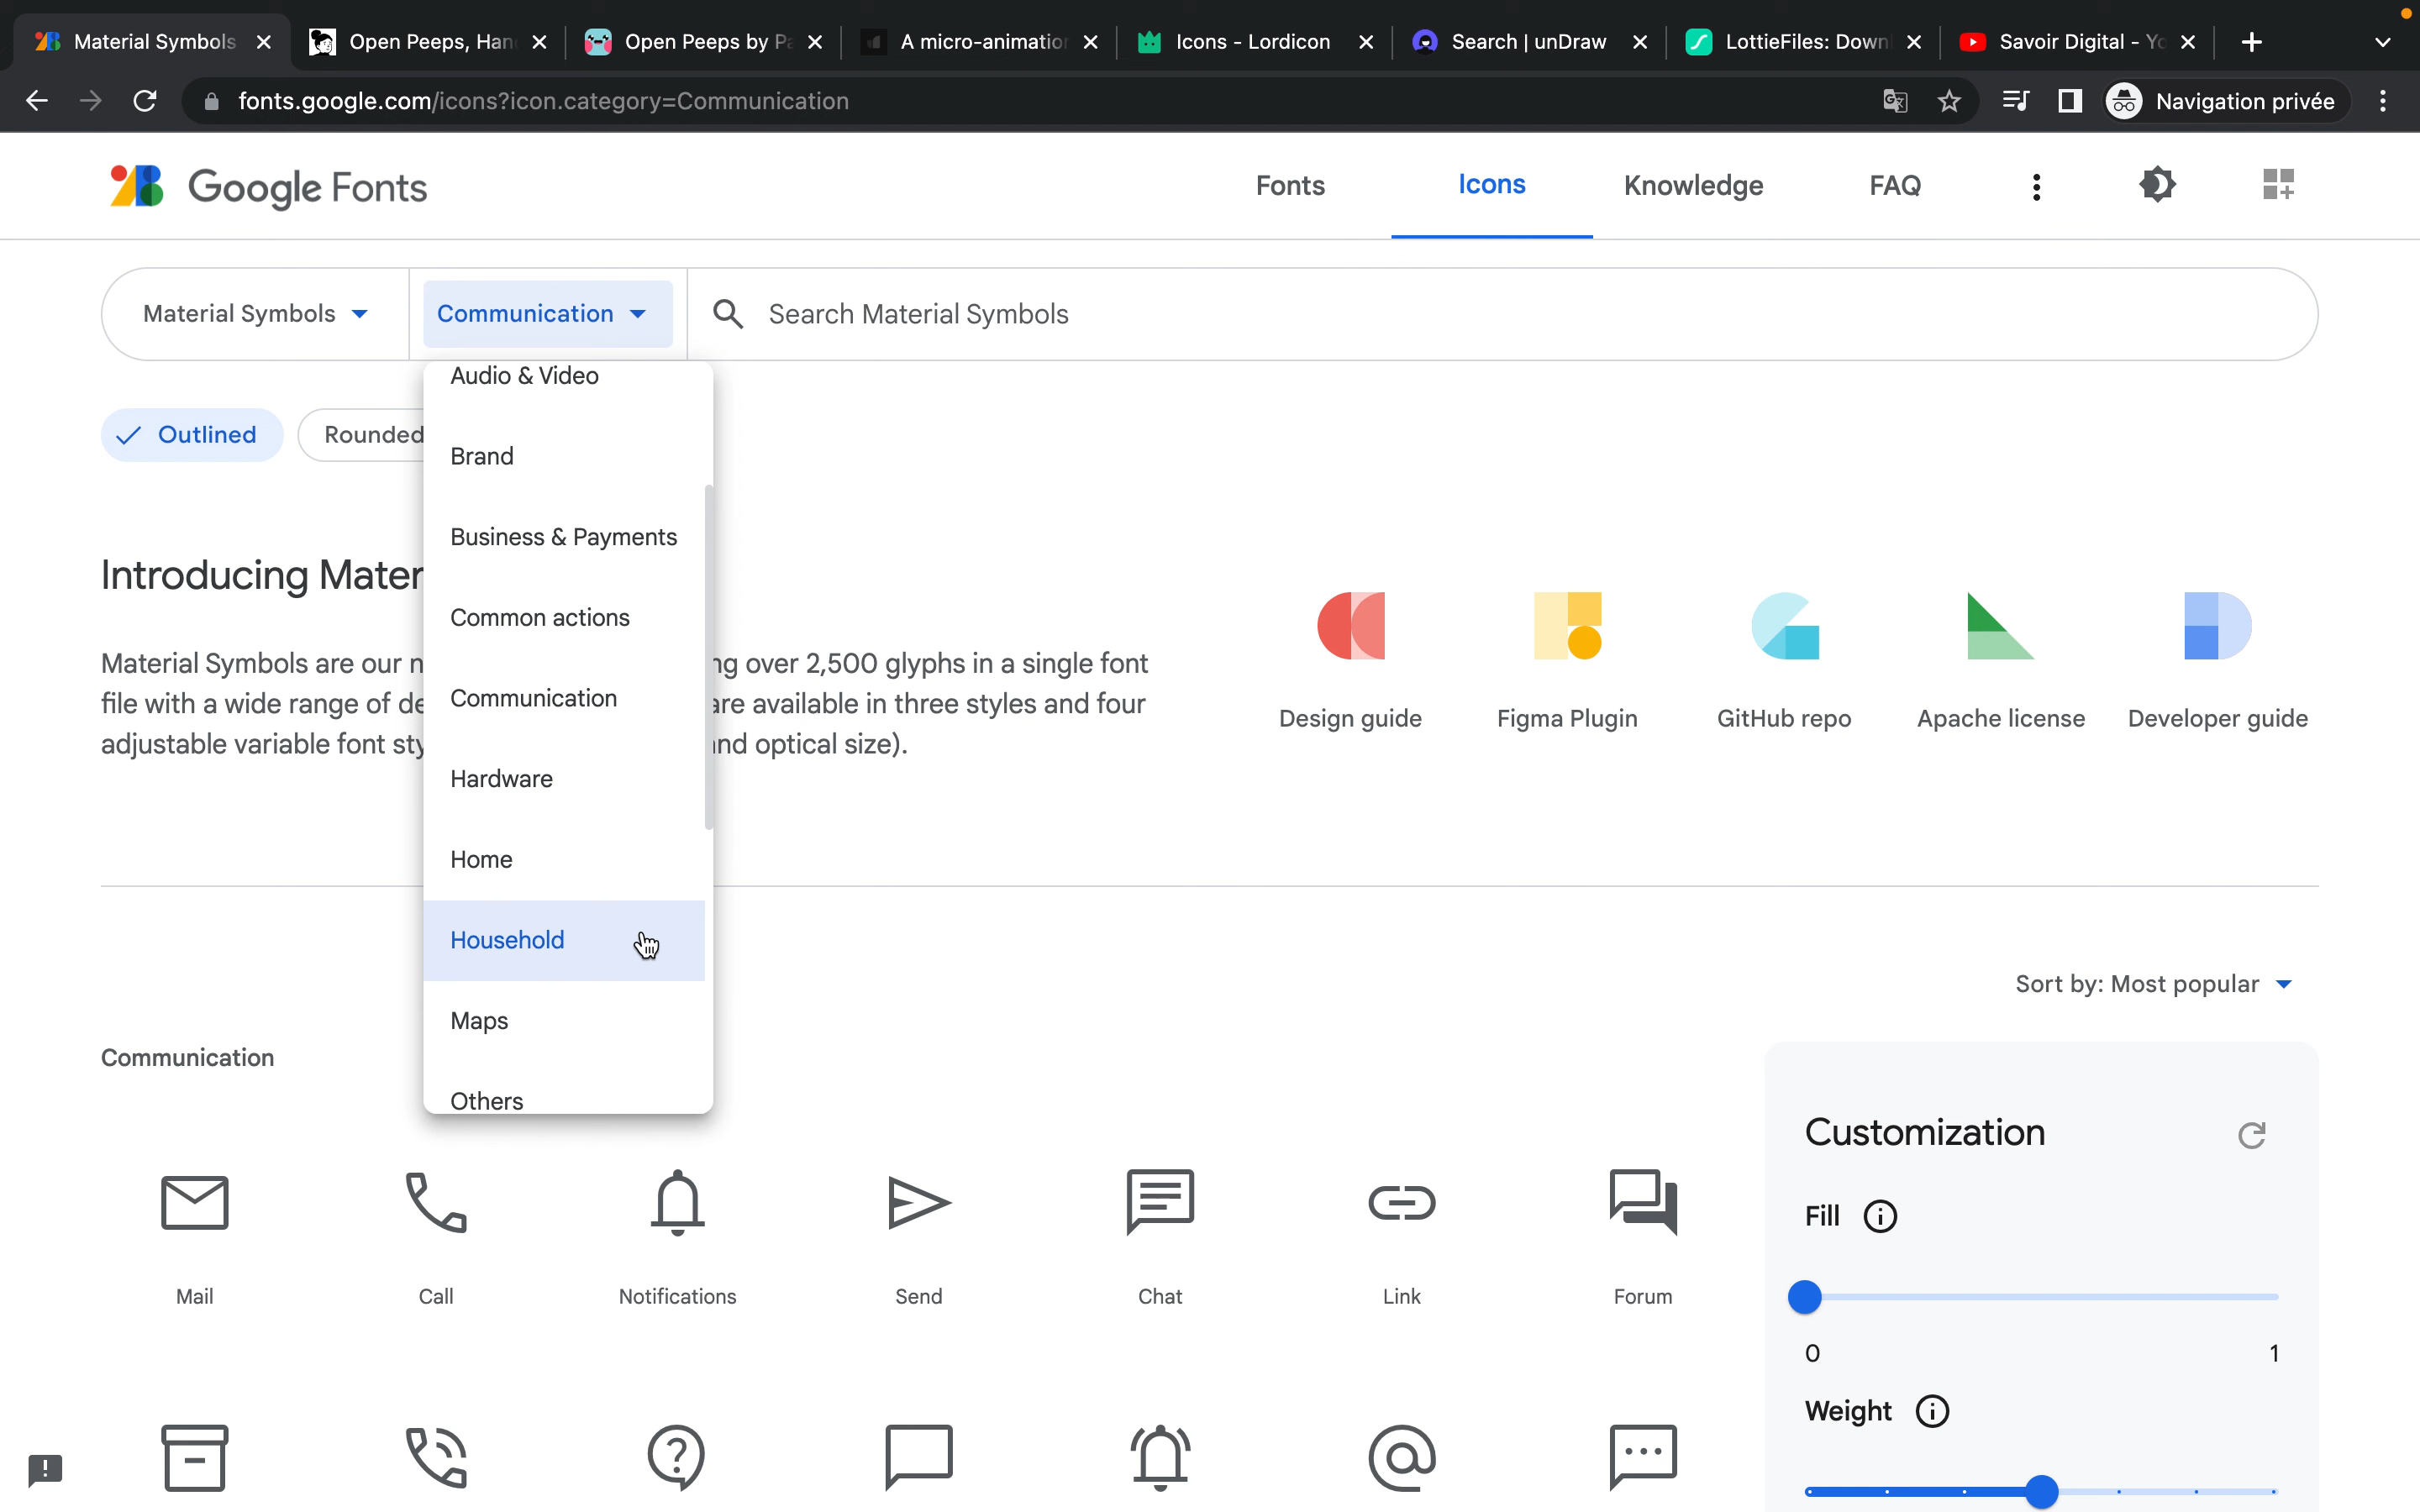 Material Symbols
Open Peeps, Han
Open Peeps by Pa
A micro-animation
Icons - Lordicon
Search | unDraw
LottieFiles: Down
Savoir Digital - Yo
fonts.google.com/icons?icon.category=Communication
Navigation privée
Google Fonts
Fonts
Icons
Knowledge
FAQ
Material Symbols
Communication
Search Material Symbols
Outlined
Rounded
Audio & Video
Brand
Business & Payments
Common actions
Communication
Hardware
Home
Household
Maps
Others
Introducing Mater
Material Symbols are our n ng over 2,500 glyphs in a single font
file with a wide range of de are available in three styles and four
adjustable variable font sty nd optical size).
Design guide
Figma Plugin
GitHub repo
Apache license
Developer guide
Sort by: Most popular
Communication
Mail
Call
Notifications
Send
Chat
Link
Forum
Customization
Fill
0 1
Weight